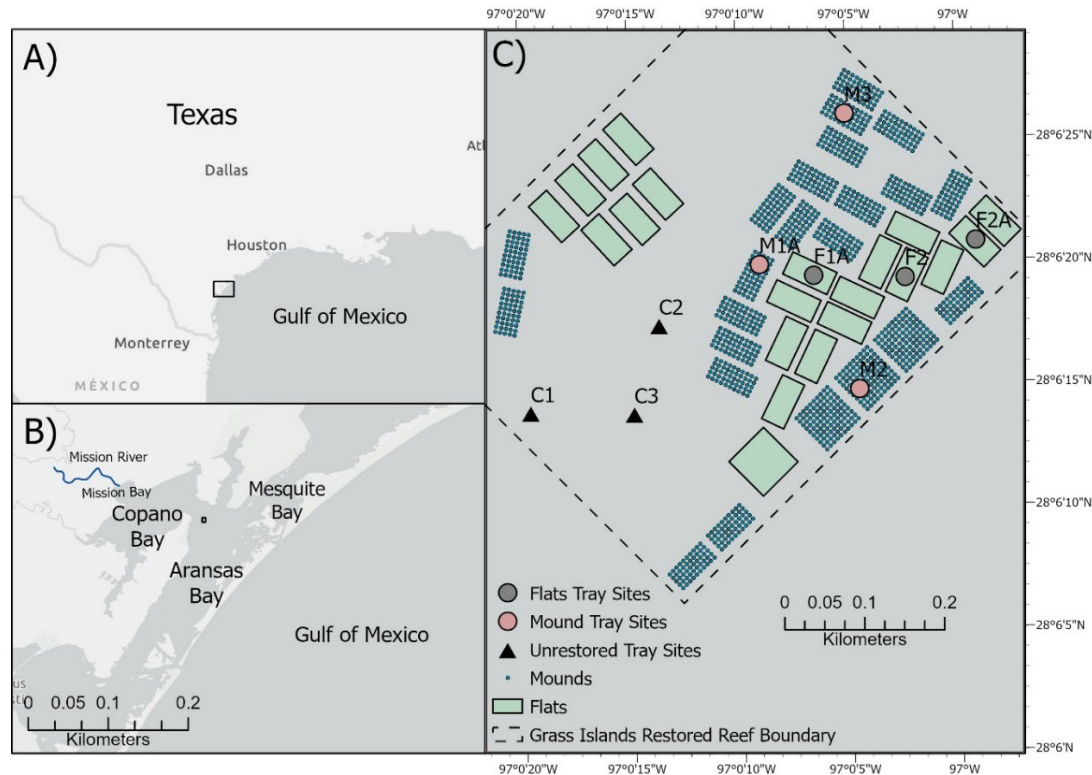 A)
Texas
Dallas
Houston
Atl
Gulf of Mexico
Monterrey
MÉXICO
B)
Mission River
Mission Bay
Copano
Bay
Mesquite
Bay
Aransas
Bay
Gulf of Mexico
0 0.05 0.1 0.2
Kilometers
97°0'20"W 97°0'15"W 97°0'10"W 97°0'5"W 97°W
C)
M3
28°6'25"N
F2A
M1A F1A F2
28°6'20"N
C2
28°6'15"N
M2
C1 C3
28°6'10"N
Flats Tray Sites
Mound Tray Sites
Unrestored Tray Sites
Mounds
Flats
Grass Islands Restored Reef Boundary
0 0.05 0.1 0.2
Kilometers
28°6'5"N
28°6'N
97°0'20"W 97°0'15"W 97°0'10"W 97°0'5"W 97°W